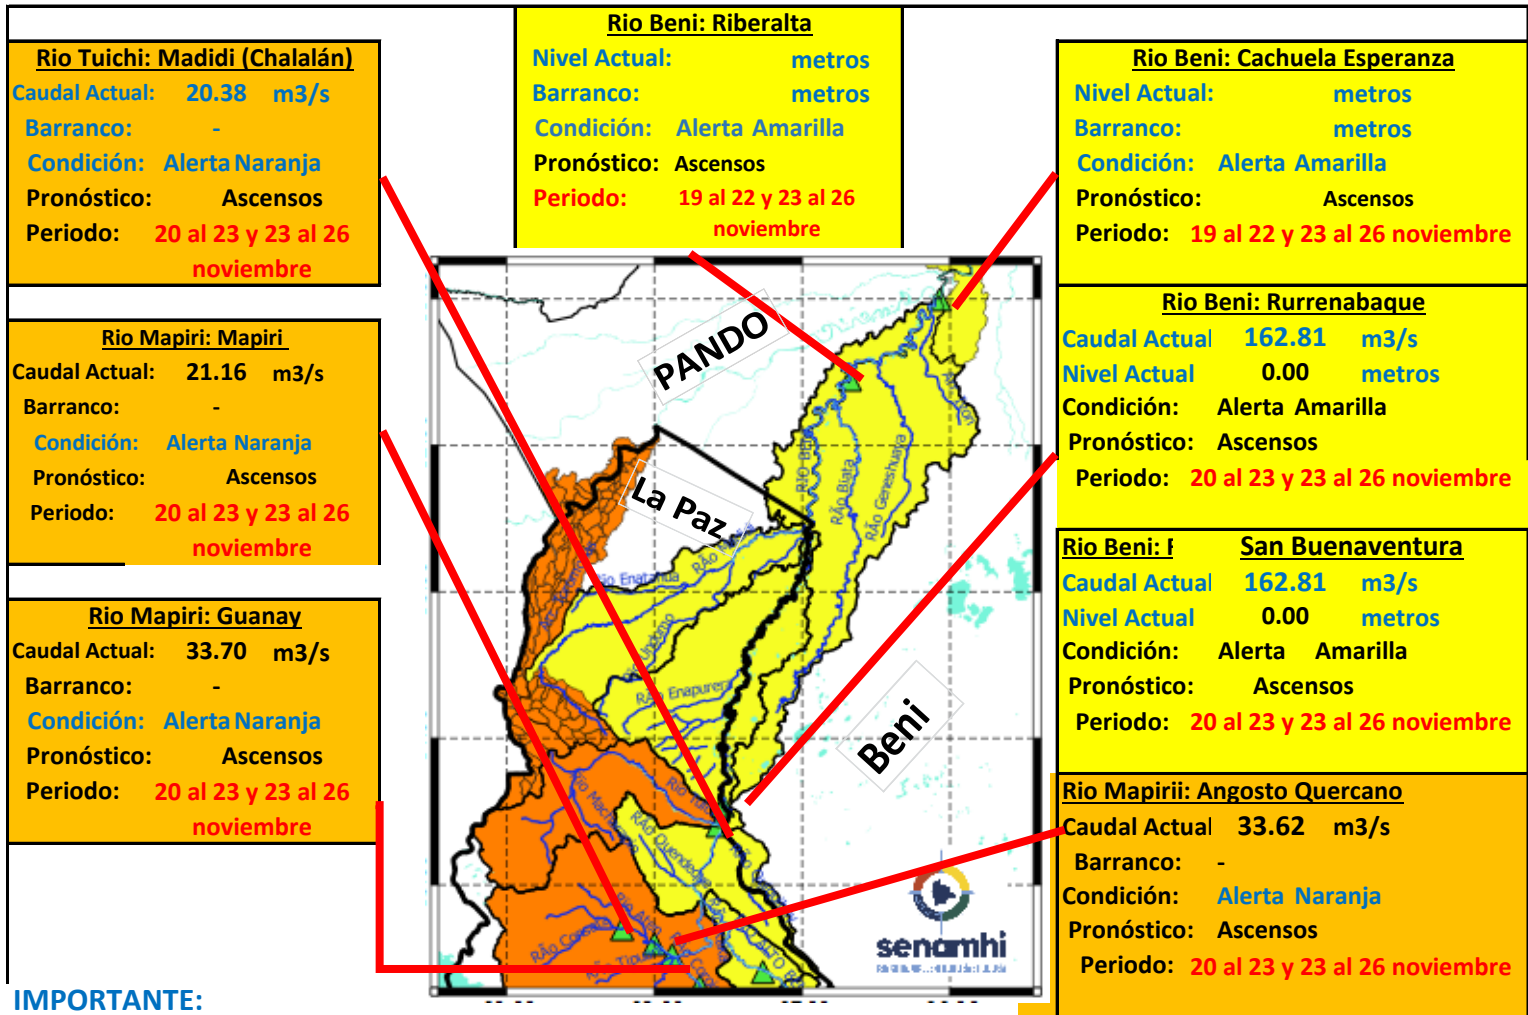 Rio Tuichi: Madidi (Chalalán)
Caudal Actual: 20.38 m3/s
Barranco: -
Condición: Alerta Naranja
Pronóstico: Ascensos
Periodo: 20 al 23 y 23 al 26
noviembre
Rio Mapiri: Mapiri
Caudal Actual: 21.16 m3/s
Barranco: -
Condición: Alerta Naranja
Pronóstico: Ascensos
Periodo: 20 al 23 y 23 al 26
noviembre
Rio Mapiri: Guanay
Caudal Actual: 33.70 m3/s
Barranco: -
Condición: Alerta Naranja
Pronóstico: Ascensos
Periodo: 20 al 23 y 23 al 26
noviembre
Rio Beni: Riberalta
Nivel Actual: metros
Barranco: metros
Condición: Alerta Amarilla
Pronóstico: Ascensos
Periodo: 19 al 22 y 23 al 26
noviembre
PANDO
La Paz
Beni
RÍO BENI
RÃo Biata
RÃo Geneshuaya
RÃo Enapurera
senamhi
Rio Beni: Cachuela Esperanza
Nivel Actual: metros
Barranco: metros
Condición: Alerta Amarilla
Pronóstico: Ascensos
Periodo: 19 al 22 y 23 al 26 noviembre
Rio Beni: Rurrenabaque
Caudal Actual 162.81 m3/s
Nivel Actual 0.00 metros
Condición: Alerta Amarilla
Pronóstico: Ascensos
Periodo: 20 al 23 y 23 al 26 noviembre
Rio Beni: San Buenaventura
Caudal Actual 162.81 m3/s
Nivel Actual 0.00 metros
Condición: Alerta Amarilla
Pronóstico: Ascensos
Periodo: 20 al 23 y 23 al 26 noviembre
Rio Mapirii: Angosto Quercano
Caudal Actual 33.62 m3/s
Barranco: -
Condición: Alerta Naranja
Pronóstico: Ascensos
Periodo: 20 al 23 y 23 al 26 noviembre
IMPORTANTE: